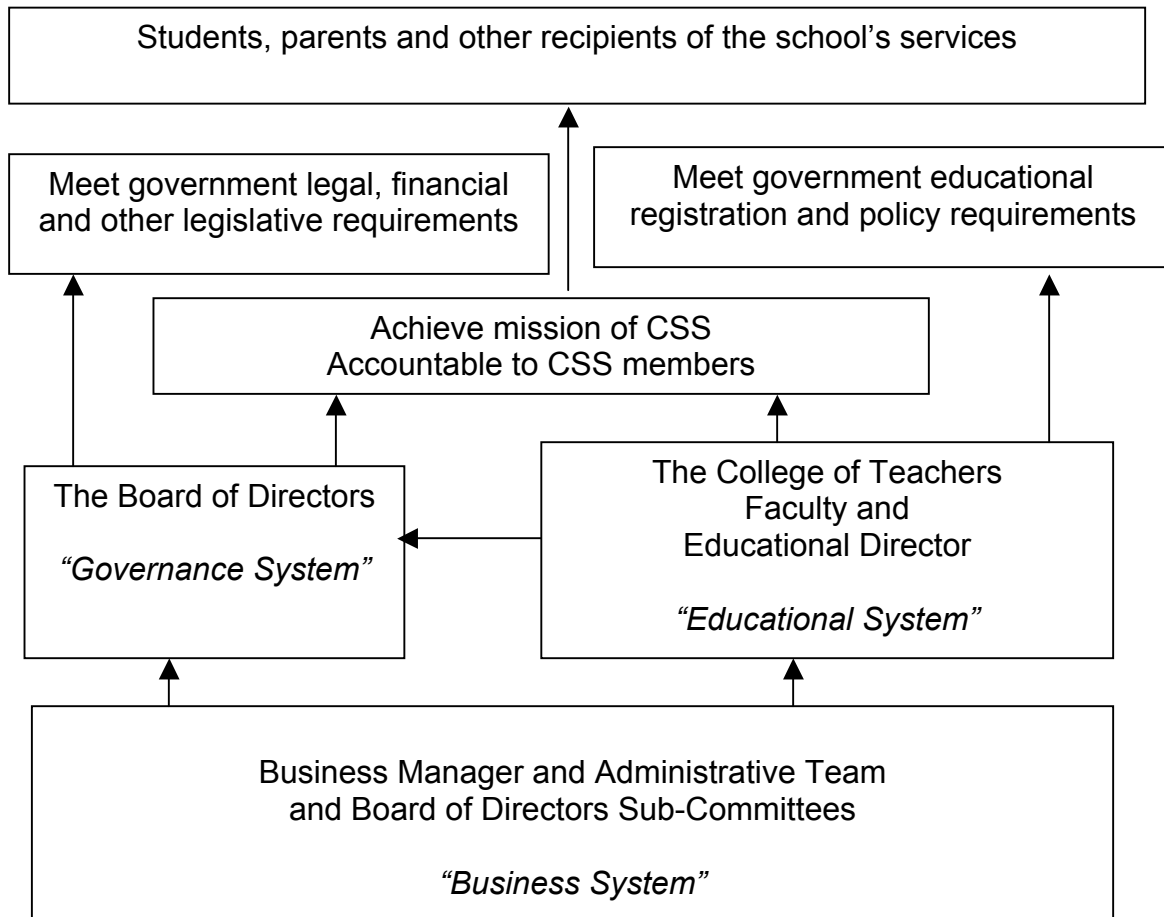 Students, parents and other recipients of the school’s services
Meet government legal, financial
and other legislative requirements
Meet government educational
registration and policy requirements
Achieve mission of CSS
Accountable to CSS members
The Board of Directors
“Governance System”
The College of Teachers
Faculty and
Educational Director
“Educational System”
Business Manager and Administrative Team
and Board of Directors Sub-Committees
“Business System”